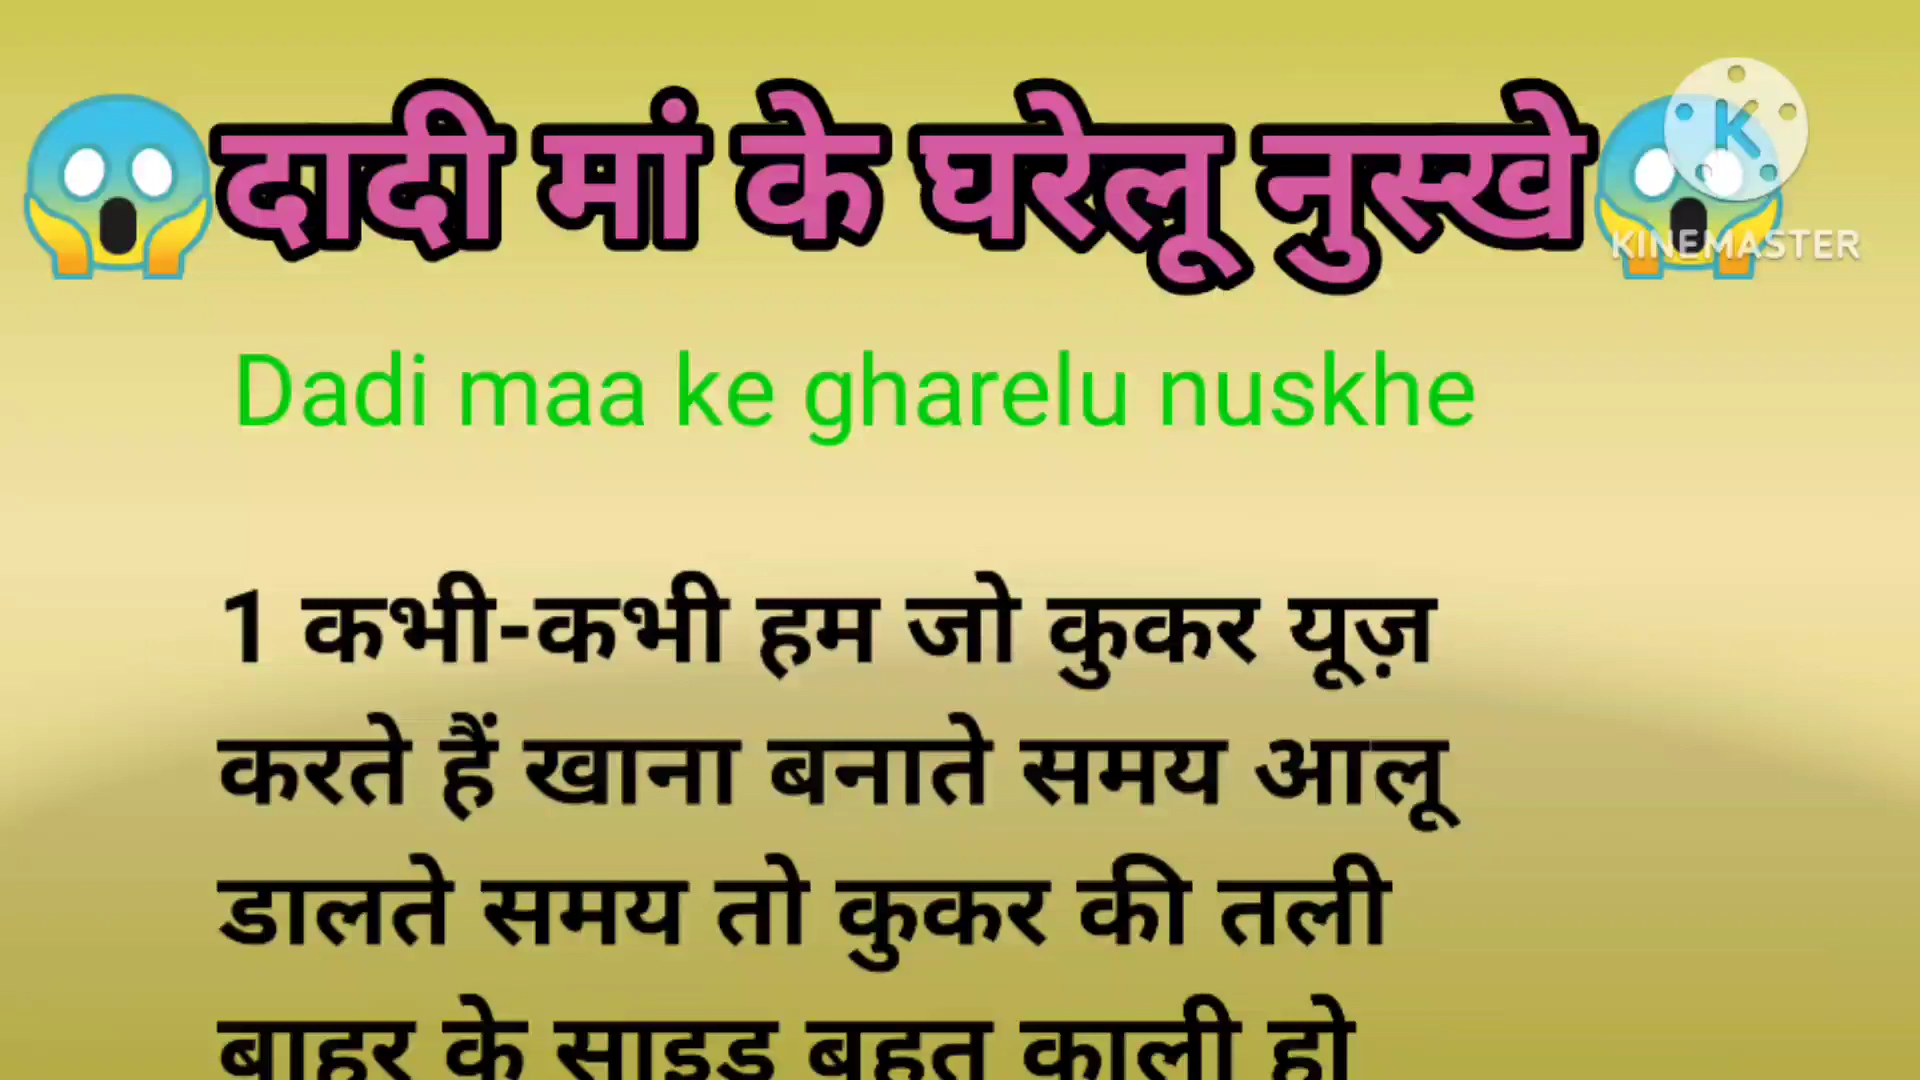 दादी मां के घरेलू नुस्खे
KINEMASTER
Dadi maa ke gharelu nuskhe
1 कभी-कभी हम जो कुकर यूज़
करते हैं खाना बनाते समय आलू
डालते समय तो कुकर की तली
बाहर के साइड बहुत काली हो